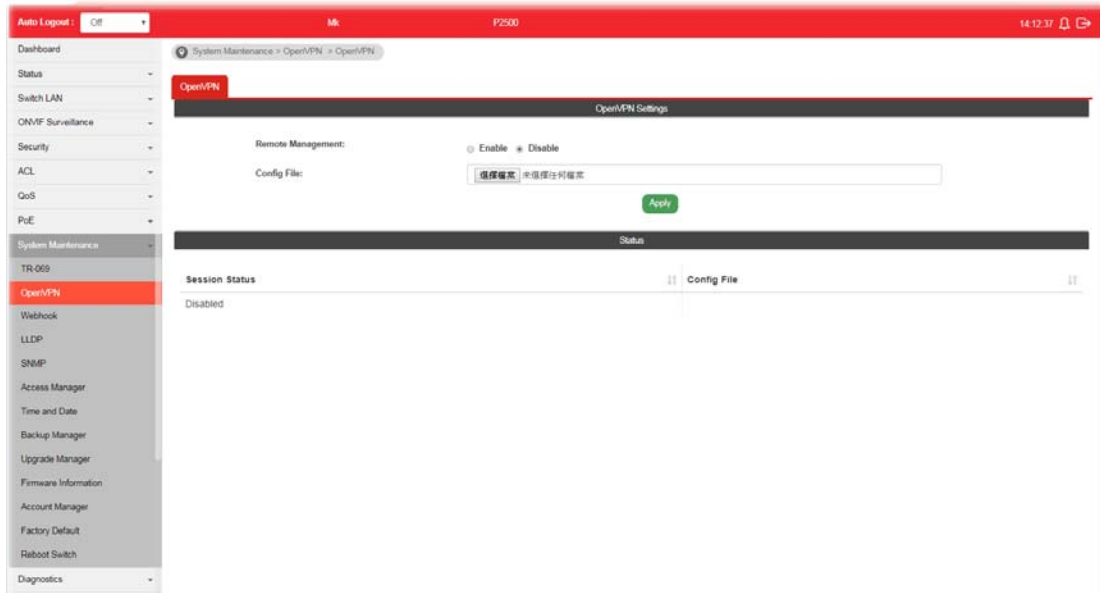 Auto Logout : Off Mk P2500 14:12:37
Dashboard
Status
Switch LAN
ONVIF Surveillance
Security
ACL
QoS
PoE
System Maintenance
TR-069
OpenVPN
Webhook
LLDP
SNMP
Access Manager
Time and Date
Backup Manager
Upgrade Manager
Firmware Information
Account Manager
Factory Default
Reboot Switch
Diagnostics
System Maintenance > OpenVPN > OpenVPN
OpenVPN
OpenVPN Settings
Remote Management: Enable Disable
Config File: 選擇檔案 未選擇任何檔案
Apply
Status
Session Status Config File
Disabled